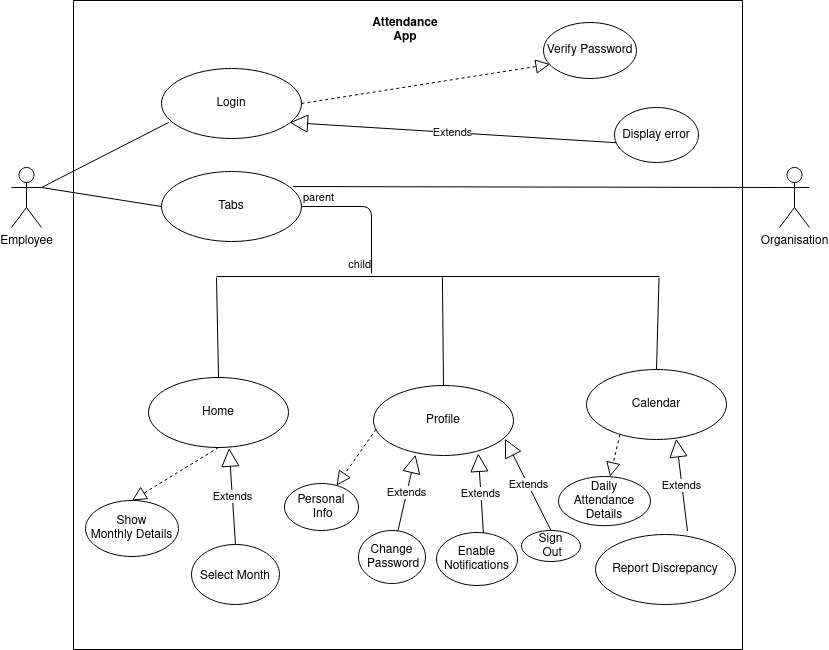 Attendance
App
Verify Password
Login
Extends
Display error
Employee
Tabs
parent
Organisation
child
Home
Profile
Calendar
Extends
Show
Monthly Details
Select Month
Personal
Info
Extends
Change
Password
Extends
Enable
Notifications
Extends
Sign
Out
Daily
Attendance
Details
Extends
Report Discrepancy